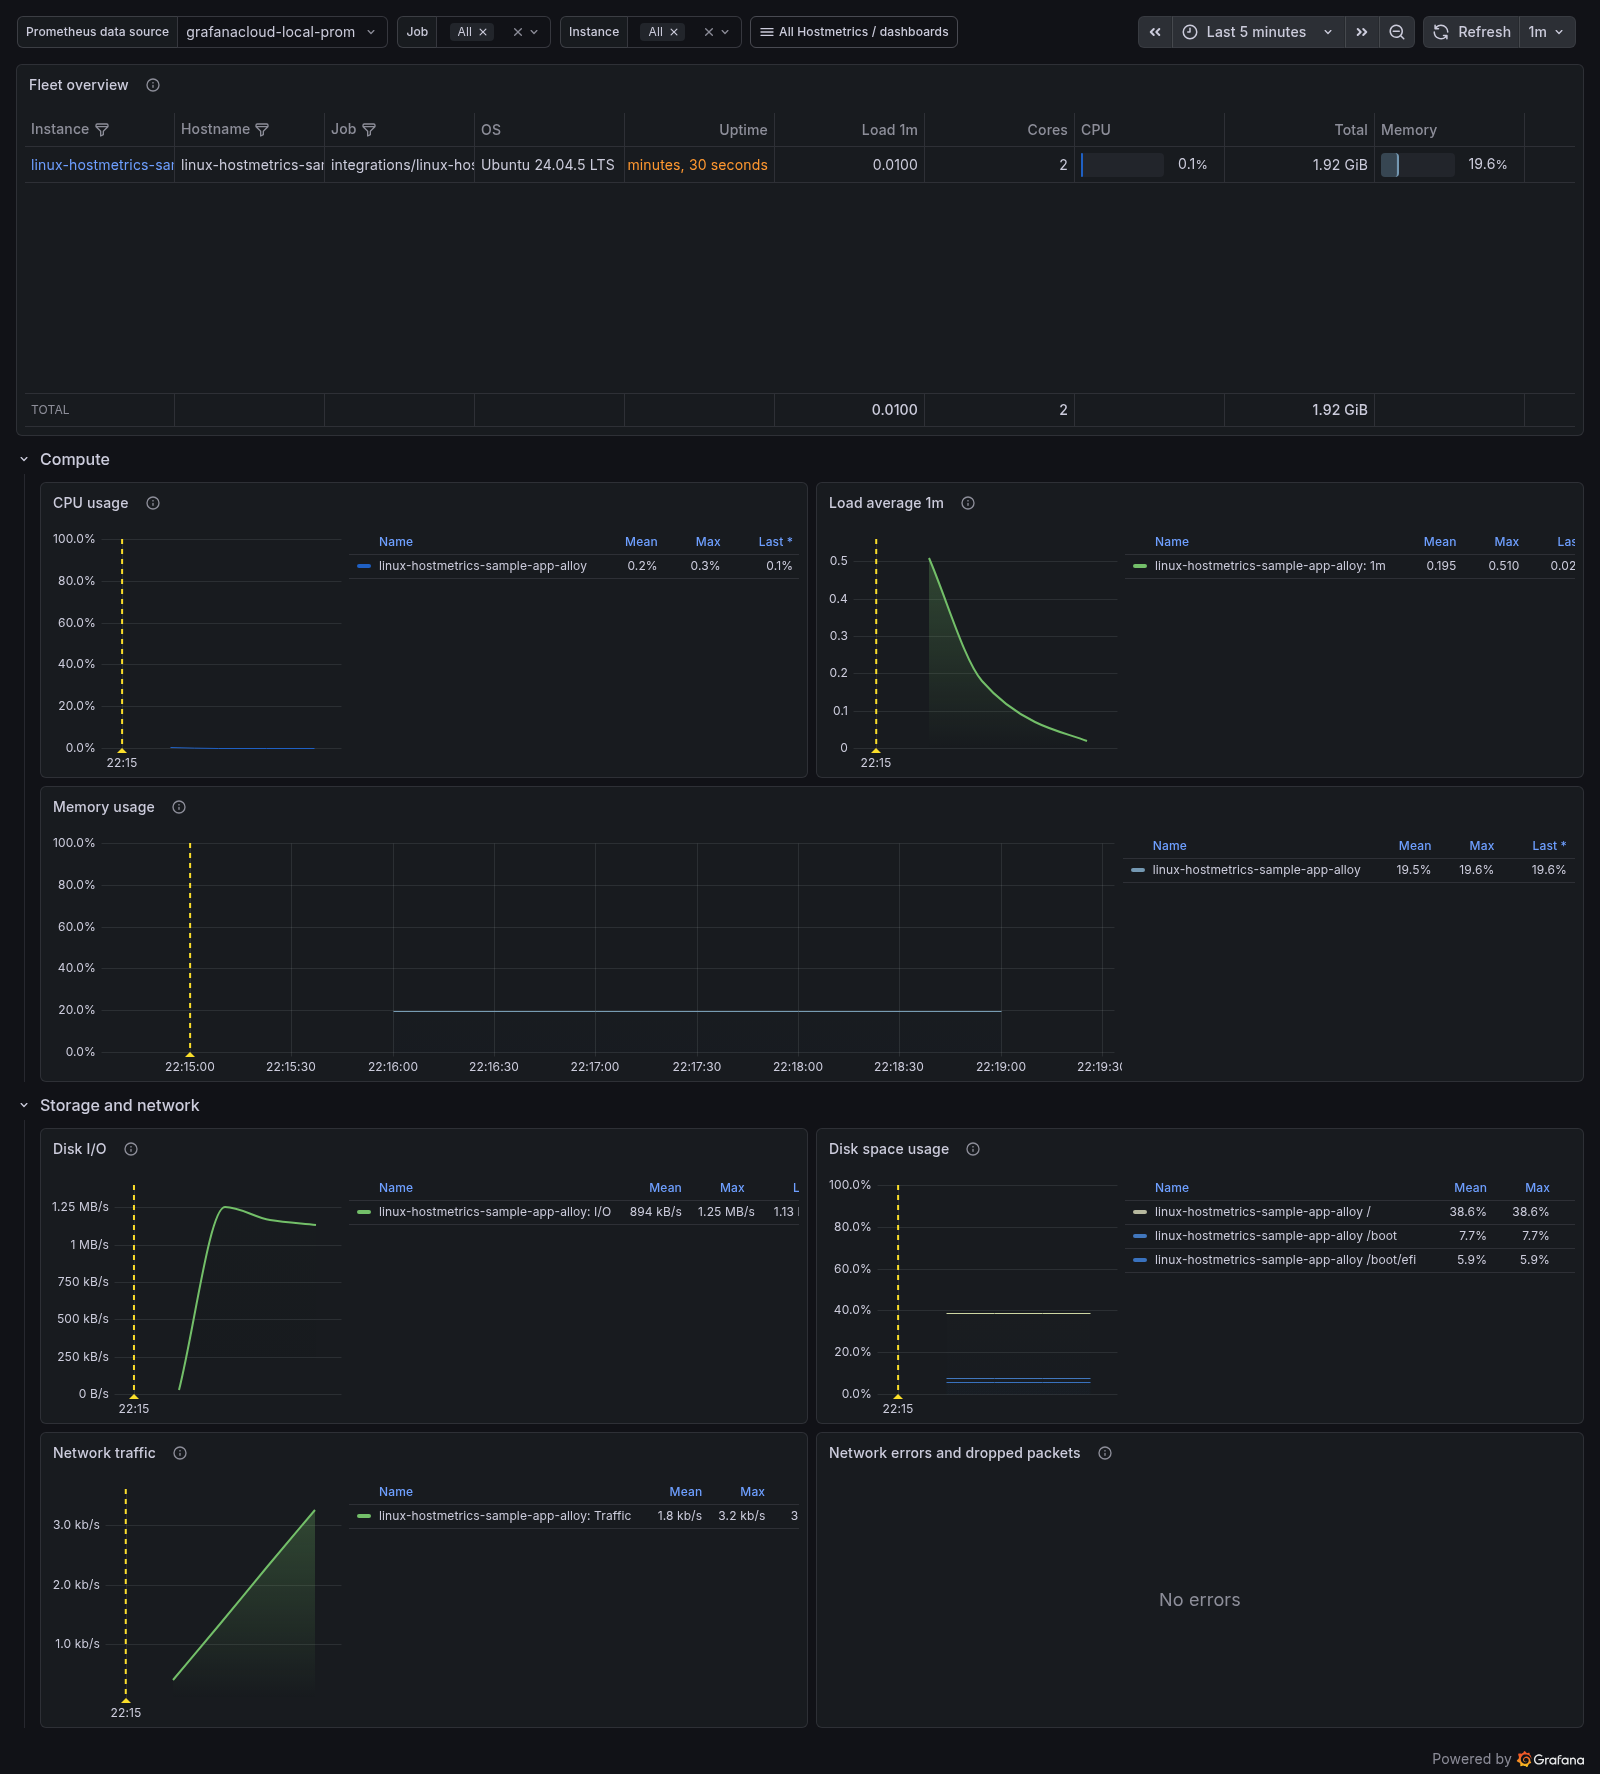 Prometheus data source grafanacloud-local-prom Job All Instance All All Hostmetrics / dashboards Last 5 minutes Refresh 1m
Fleet overview
Instance Hostname Job OS Uptime Load 1m Cores CPU Total Memory
linux-hostmetrics-sar linux-hostmetrics-sar integrations/linux-hos Ubuntu 24.04.5 LTS minutes, 30 seconds 0.0100 2 0.1% 1.92 GiB 19.6%
TOTAL 0.0100 2 1.92 GiB
Compute
CPU usage
100.0%
80.0%
60.0%
40.0%
20.0%
0.0%
22:15
Name Mean Max Last *
linux-hostmetrics-sample-app-alloy 0.2% 0.3% 0.1%
Load average 1m
0.5
0.4
0.3
0.2
0.1
0
22:15
Name Mean Max Las
linux-hostmetrics-sample-app-alloy: 1m 0.195 0.510 0.02
Memory usage
100.0%
80.0%
60.0%
40.0%
20.0%
0.0%
22:15:00 22:15:30 22:16:00 22:16:30 22:17:00 22:17:30 22:18:00 22:18:30 22:19:00 22:19:30
Name Mean Max Last *
linux-hostmetrics-sample-app-alloy 19.5% 19.6% 19.6%
Storage and network
Disk I/O
1.25 MB/s
1 MB/s
750 kB/s
500 kB/s
250 kB/s
0 B/s
22:15
Name Mean Max L
linux-hostmetrics-sample-app-alloy: I/O 894 kB/s 1.25 MB/s 1.13
Disk space usage
100.0%
80.0%
60.0%
40.0%
20.0%
0.0%
22:15
Name Mean Max
linux-hostmetrics-sample-app-alloy / 38.6% 38.6%
linux-hostmetrics-sample-app-alloy /boot 7.7% 7.7%
linux-hostmetrics-sample-app-alloy /boot/efi 5.9% 5.9%
Network traffic
3.0 kb/s
2.0 kb/s
1.0 kb/s
22:15
Name Mean Max
linux-hostmetrics-sample-app-alloy: Traffic 1.8 kb/s 3.2 kb/s 3
Network errors and dropped packets
No errors
Powered by Grafana